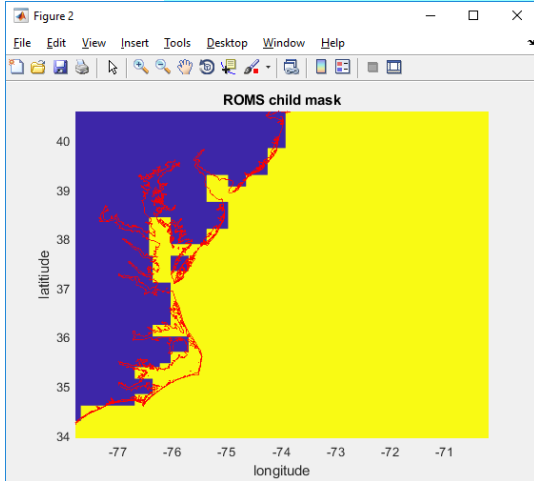 Figure 2
File Edit View Insert Tools Desktop Window Help
ROMS child mask
40
39
38
37
36
35
34
latitiude
-77 -76 -75 -74 -73 -72 -71
longitude